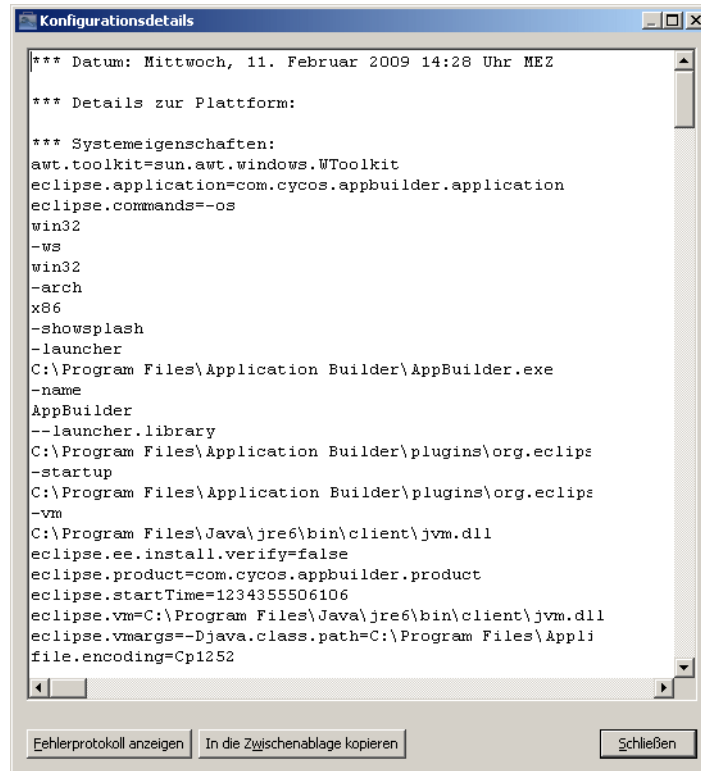 Konfigurationsdetails
*** Datum: Mittwoch, 11. Februar 2009 14:28 Uhr MEZ
*** Details zur Plattform:
*** Systemeigenschaften:
awt.toolkit=sun.awt.windows.WToolkit
eclipse.application=com.cycos.appbuilder.application
eclipse.commands=-os
win32
-ws
win32
-arch
x86
-showsplash
-launcher
C:\Program Files\Application Builder\AppBuilder.exe
-name
AppBuilder
--launcher.library
C:\Program Files\Application Builder\plugins\org.eclips
-startup
C:\Program Files\Application Builder\plugins\org.eclips
-vm
C:\Program Files\Java\jre6\bin\client\jvm.dll
eclipse.ee.install.verify=false
eclipse.product=com.cycos.appbuilder.product
eclipse.startTime=1234355506106
eclipse.vm=C:\Program Files\Java\jre6\bin\client\jvm.dll
eclipse.vmargs=-Djava.class.path=C:\Program Files\Appli
file.encoding=Cp1252
Fehlerprotokoll anzeigen In die Zwischenablage kopieren Schließen